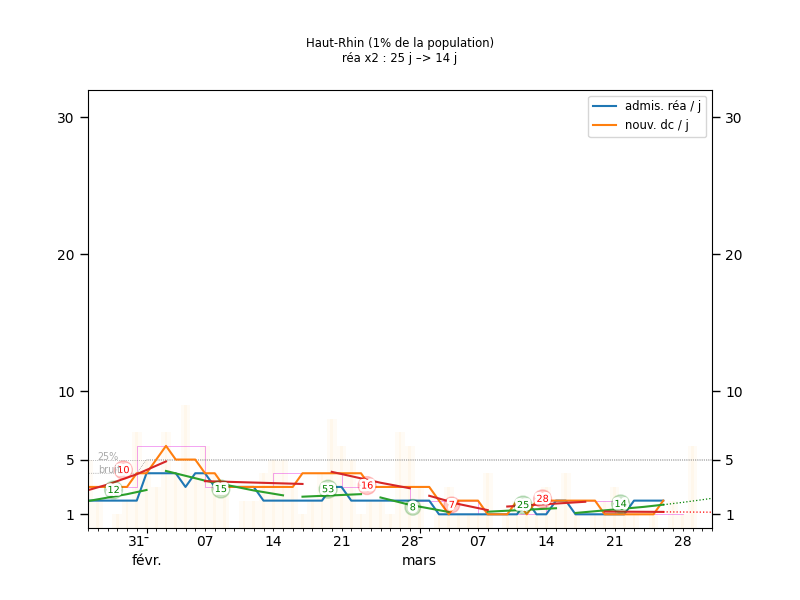 Haut-Rhin (1% de la population)
réa x2 : 25 j –> 14 j
admis. réa / j
nouv. dc / j
30 30
20 20
10 10
5 5
1 1
25%
bru
10
12
15
53
16
8
7
25
28
14
31 07 14 21 28 07 14 21 28
févr. mars